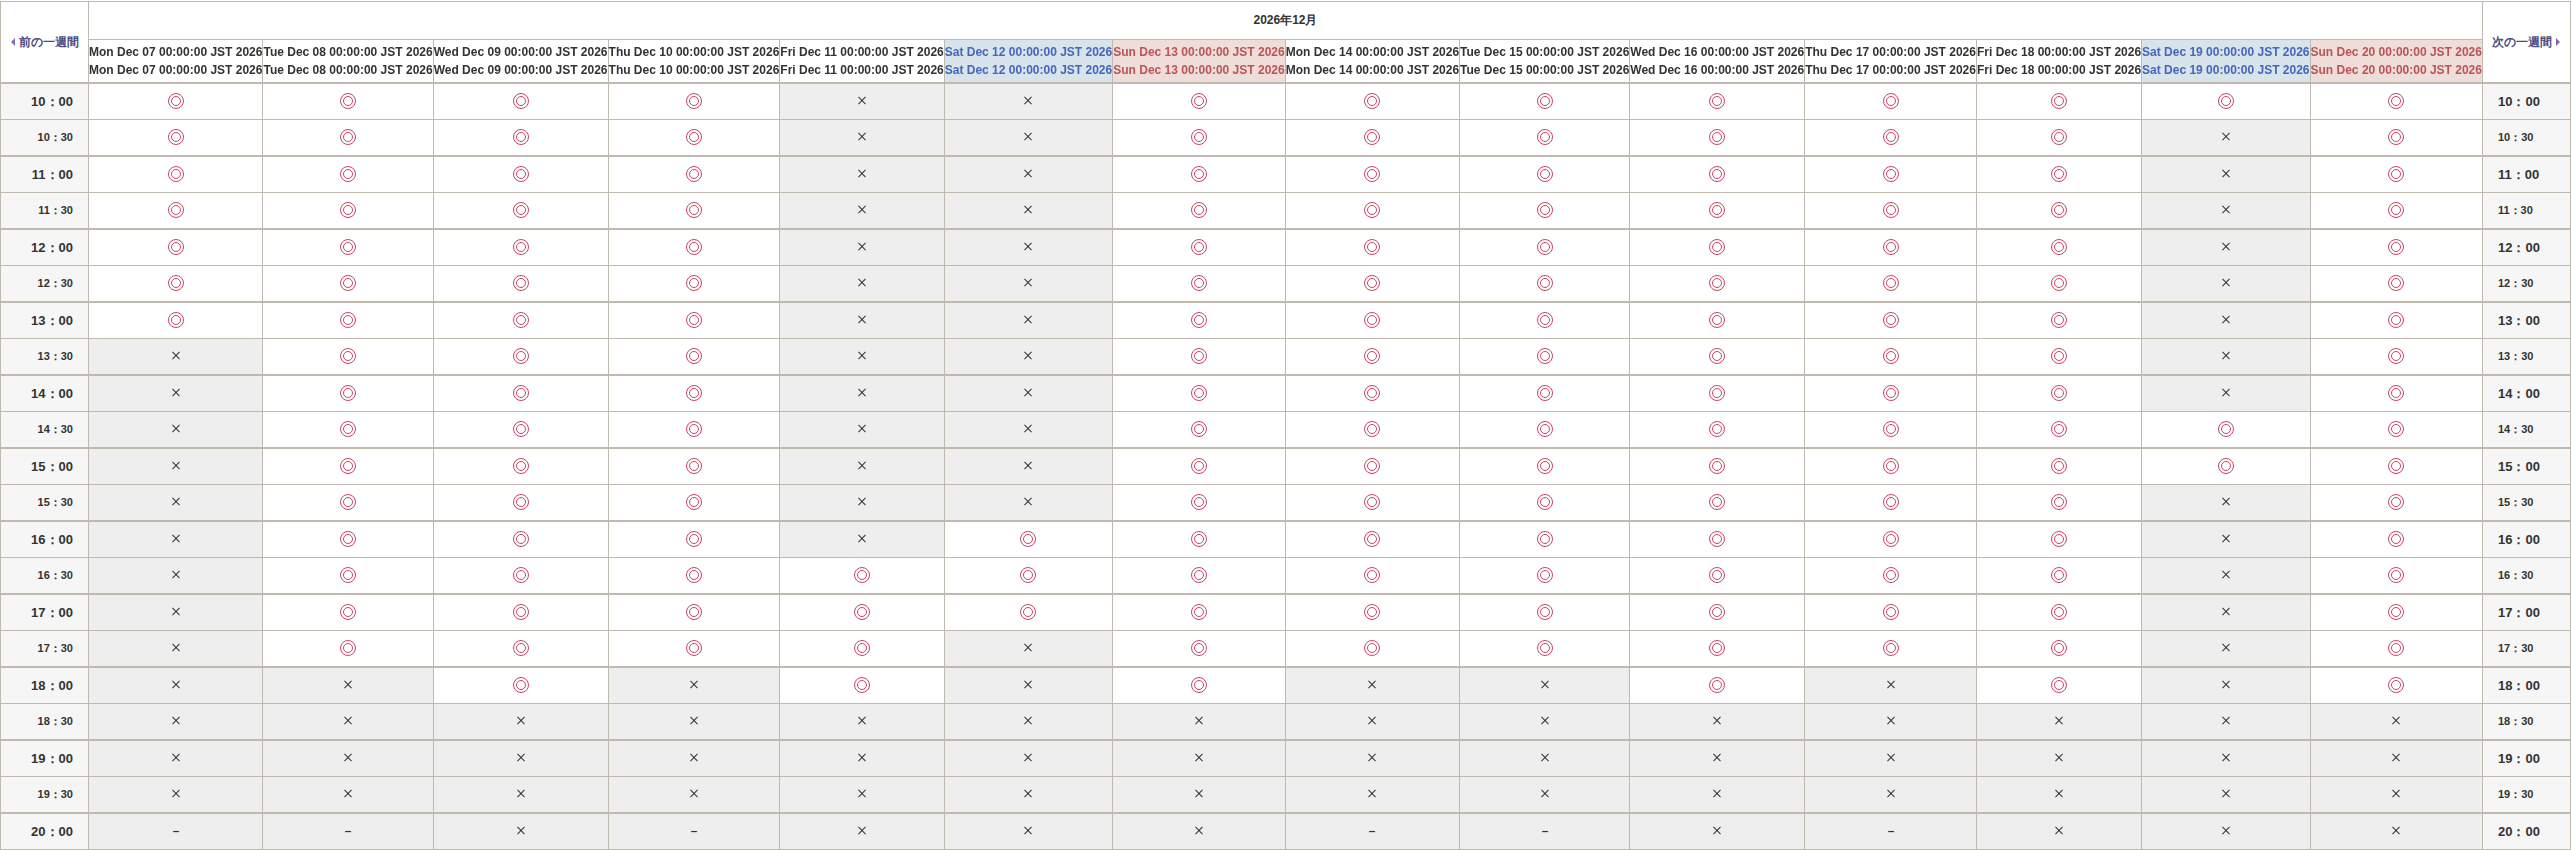 2026年12月
前の一週間
次の一週間
Mon Dec 07 00:00:00 JST 2026 Tue Dec 08 00:00:00 JST 2026 Wed Dec 09 00:00:00 JST 2026 Thu Dec 10 00:00:00 JST 2026 Fri Dec 11 00:00:00 JST 2026 Sat Dec 12 00:00:00 JST 2026 Sun Dec 13 00:00:00 JST 2026 Mon Dec 14 00:00:00 JST 2026 Tue Dec 15 00:00:00 JST 2026 Wed Dec 16 00:00:00 JST 2026 Thu Dec 17 00:00:00 JST 2026 Fri Dec 18 00:00:00 JST 2026 Sat Dec 19 00:00:00 JST 2026 Sun Dec 20 00:00:00 JST 2026
Mon Dec 07 00:00:00 JST 2026 Tue Dec 08 00:00:00 JST 2026 Wed Dec 09 00:00:00 JST 2026 Thu Dec 10 00:00:00 JST 2026 Fri Dec 11 00:00:00 JST 2026 Sat Dec 12 00:00:00 JST 2026 Sun Dec 13 00:00:00 JST 2026 Mon Dec 14 00:00:00 JST 2026 Tue Dec 15 00:00:00 JST 2026 Wed Dec 16 00:00:00 JST 2026 Thu Dec 17 00:00:00 JST 2026 Fri Dec 18 00:00:00 JST 2026 Sat Dec 19 00:00:00 JST 2026 Sun Dec 20 00:00:00 JST 2026
10：00 ◎ ◎ ◎ ◎ × × ◎ ◎ ◎ ◎ ◎ ◎ ◎ ◎ 10：00
10：30 ◎ ◎ ◎ ◎ × × ◎ ◎ ◎ ◎ ◎ ◎ × ◎ 10：30
11：00 ◎ ◎ ◎ ◎ × × ◎ ◎ ◎ ◎ ◎ ◎ × ◎ 11：00
11：30 ◎ ◎ ◎ ◎ × × ◎ ◎ ◎ ◎ ◎ ◎ × ◎ 11：30
12：00 ◎ ◎ ◎ ◎ × × ◎ ◎ ◎ ◎ ◎ ◎ × ◎ 12：00
12：30 ◎ ◎ ◎ ◎ × × ◎ ◎ ◎ ◎ ◎ ◎ × ◎ 12：30
13：00 ◎ ◎ ◎ ◎ × × ◎ ◎ ◎ ◎ ◎ ◎ × ◎ 13：00
13：30 × ◎ ◎ ◎ × × ◎ ◎ ◎ ◎ ◎ ◎ × ◎ 13：30
14：00 × ◎ ◎ ◎ × × ◎ ◎ ◎ ◎ ◎ ◎ × ◎ 14：00
14：30 × ◎ ◎ ◎ × × ◎ ◎ ◎ ◎ ◎ ◎ ◎ ◎ 14：30
15：00 × ◎ ◎ ◎ × × ◎ ◎ ◎ ◎ ◎ ◎ ◎ ◎ 15：00
15：30 × ◎ ◎ ◎ × × ◎ ◎ ◎ ◎ ◎ ◎ × ◎ 15：30
16：00 × ◎ ◎ ◎ × ◎ ◎ ◎ ◎ ◎ ◎ ◎ × ◎ 16：00
16：30 × ◎ ◎ ◎ ◎ ◎ ◎ ◎ ◎ ◎ ◎ ◎ × ◎ 16：30
17：00 × ◎ ◎ ◎ ◎ ◎ ◎ ◎ ◎ ◎ ◎ ◎ × ◎ 17：00
17：30 × ◎ ◎ ◎ ◎ × ◎ ◎ ◎ ◎ ◎ ◎ × ◎ 17：30
18：00 × × ◎ × ◎ × ◎ × × ◎ × ◎ × ◎ 18：00
18：30 × × × × × × × × × × × × × × 18：30
19：00 × × × × × × × × × × × × × × 19：00
19：30 × × × × × × × × × × × × × × 19：30
20：00 － － × － × × × － － × － × × × 20：00